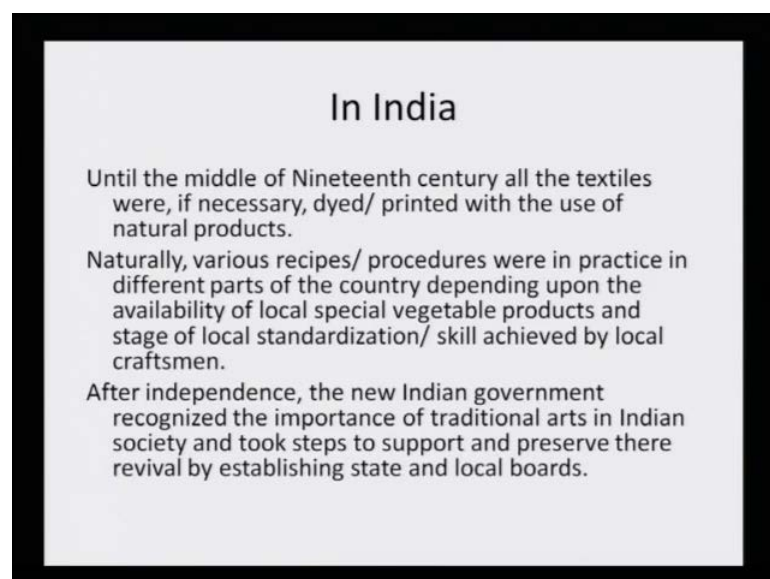 In India
Until the middle of Nineteenth century all the textiles
were, if necessary, dyed/ printed with the use of
natural products.
Naturally, various recipes/ procedures were in practice in
different parts of the country depending upon the
availability of local special vegetable products and
stage of local standardization/ skill achieved by local
craftsmen.
After independence, the new Indian government
recognized the importance of traditional arts in Indian
society and took steps to support and preserve there
revival by establishing state and local boards.